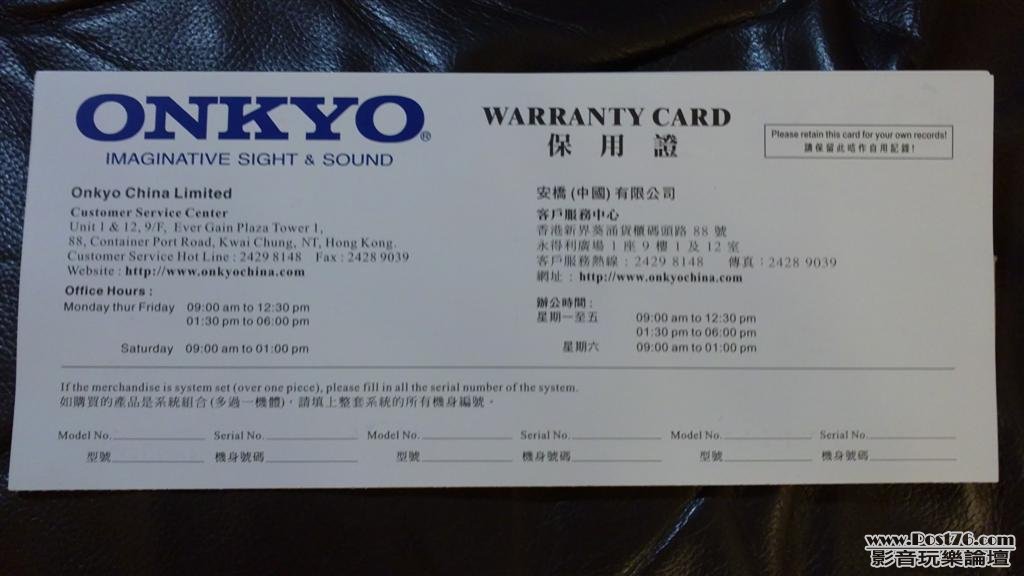 ONKYO®
IMAGINATIVE SIGHT & SOUND
WARRANTY CARD
保用證
Please retain this card for your own records!
請保留此咭作自用記錄!
Onkyo China Limited
Customer Service Center
Unit 1 & 12, 9/F, Ever Gain Plaza Tower 1,
88, Container Port Road, Kwai Chung, NT, Hong Kong.
Customer Service Hot Line : 2429 8148 Fax : 2428 9039
Website : http://www.onkyochina.com
Office Hours :
Monday thur Friday 09:00 am to 12:30 pm
01:30 pm to 06:00 pm
Saturday 09:00 am to 01:00 pm
安橋 (中國) 有限公司
客戶服務中心
香港新界葵涌貨櫃碼頭路 88 號
永得利廣場 1 座 9 樓 1 及 12 室
客戶服務熱線 : 2429 8148 傳真 : 2428 9039
網址 : http://www.onkyochina.com
辦公時間 :
星期一至五 09:00 am to 12:30 pm
01:30 pm to 06:00 pm
星期六 09:00 am to 01:00 pm
If the merchandise is system set (over one piece), please fill in all the serial number of the system.
如購買的產品是系統組合 (多過一機體), 請填上整套系統的所有機身編號。
Model No. Serial No. Model No. Serial No. Model No. Serial No.
型號 機身號碼 型號 機身號碼 型號 機身號碼
www.Post76.com
影音玩樂論壇